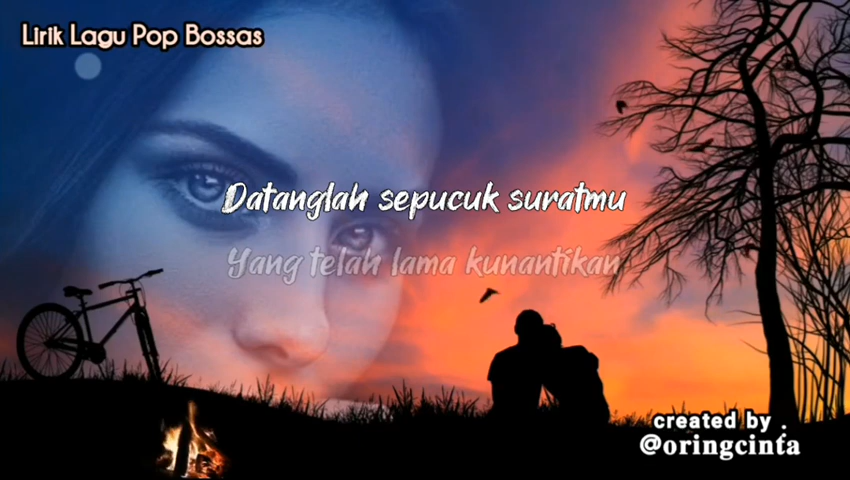 Lirik Lagu Pop Bossas
Datanglah sepucuk suratmu
Yang telah lama kunantikan
created by .
@oringcinta